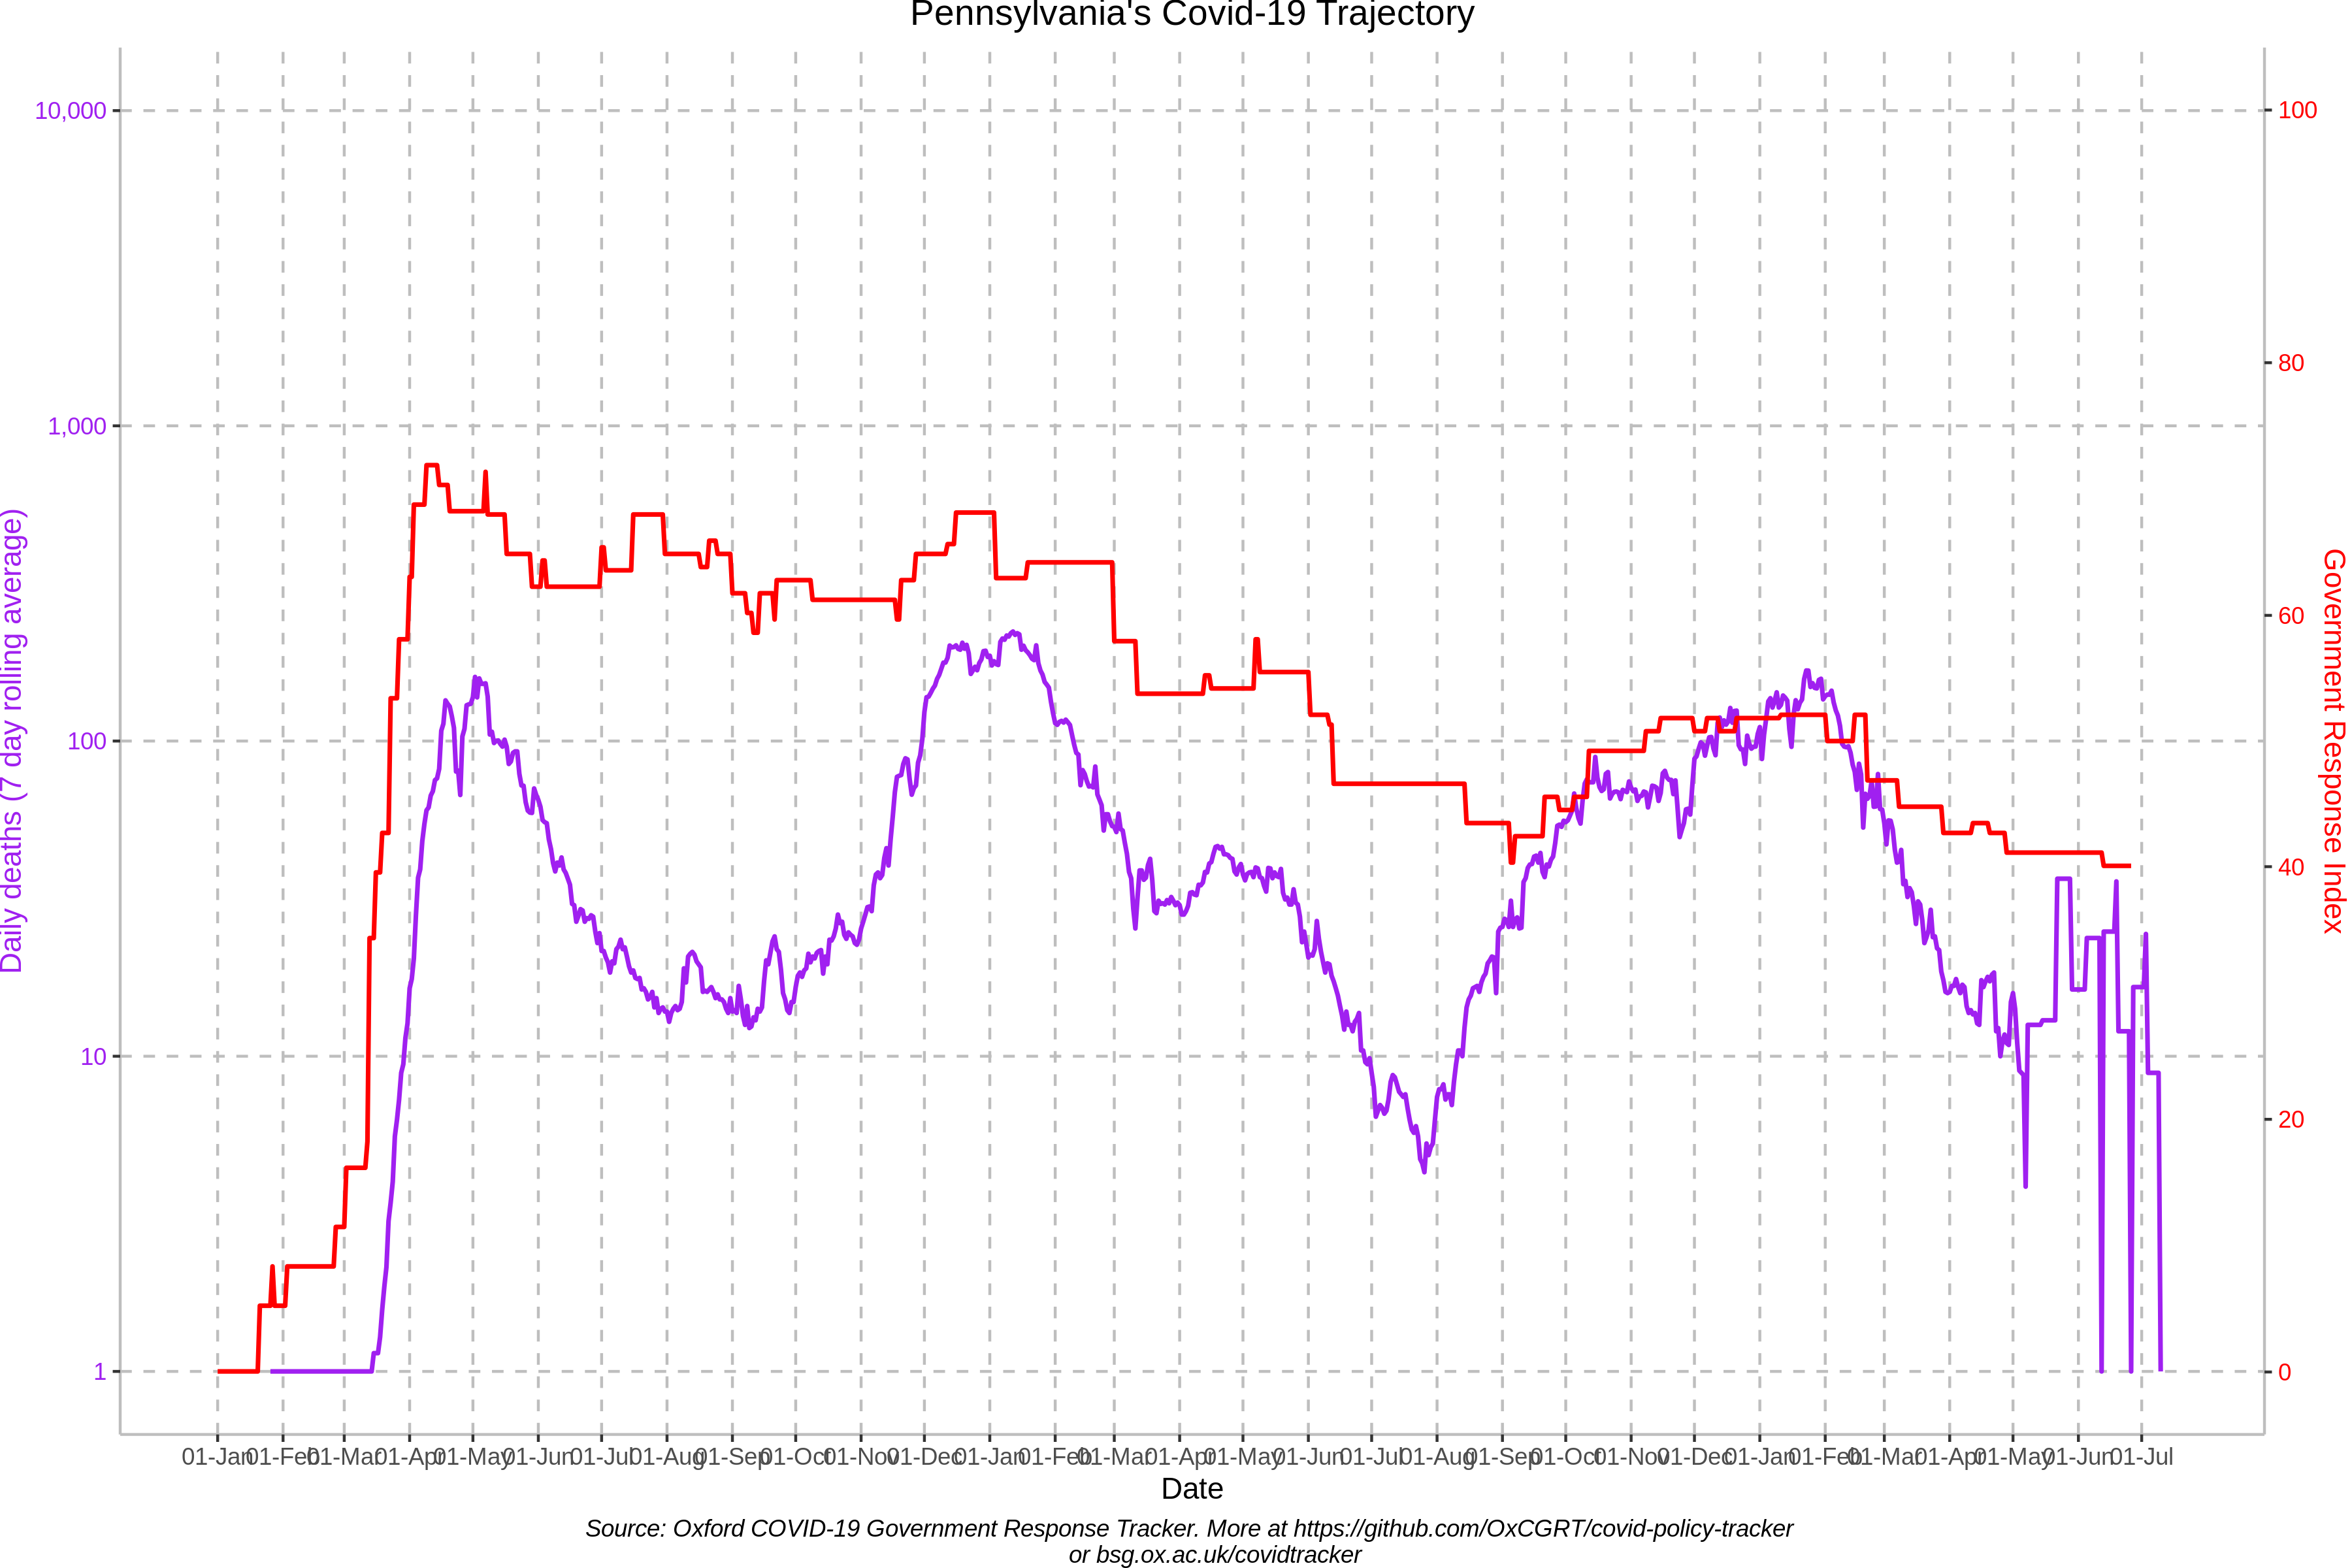 Pennsylvania's Covid-19 Trajectory
10,000
1,000
100
10
1
Daily deaths (7 day rolling average)
100
80
60
40
20
0
Government Response Index
01-Jan 01-Feb 01-Mar 01-Apr 01-May 01-Jun 01-Jul 01-Aug 01-Sep 01-Oct 01-Nov 01-Dec 01-Jan 01-Feb 01-Mar 01-Apr 01-May 01-Jun 01-Jul 01-Aug 01-Sep 01-Oct 01-Nov 01-Dec 01-Jan 01-Feb 01-Mar 01-Apr 01-May 01-Jun 01-Jul
Date
Source: Oxford COVID-19 Government Response Tracker. More at https://github.com/OxCGRT/covid-policy-tracker
or bsg.ox.ac.uk/covidtracker